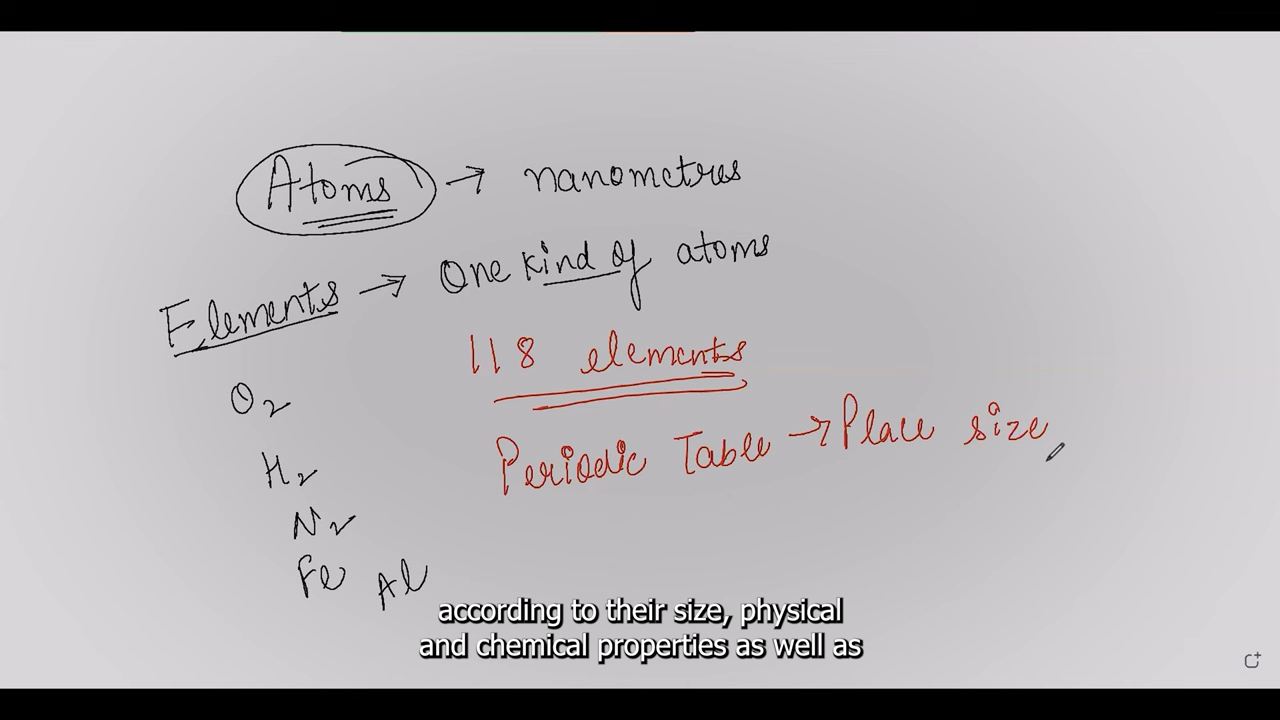 Atoms → nanometres
Elements → One kind of atoms
118 elements
O2
Periodic Table → Place size
H2
N2
Fe Al
according to their size, physical
and chemical properties as well as